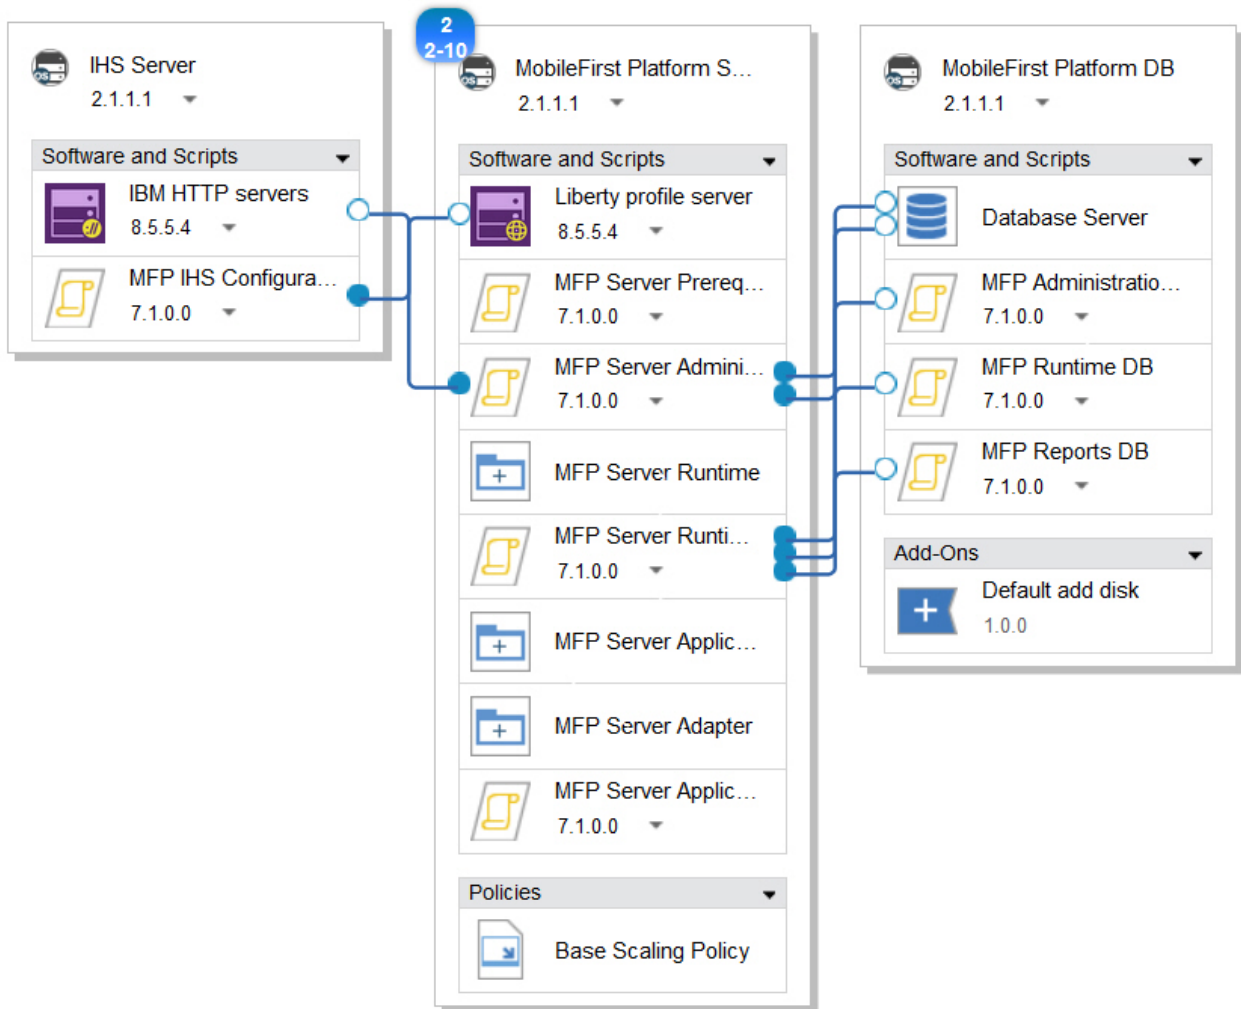 IHS Server
2.1.1.1
Software and Scripts
IBM HTTP servers
8.5.5.4
MFP IHS Configura...
7.1.0.0
2
2-10
MobileFirst Platform S...
2.1.1.1
Software and Scripts
Liberty profile server
8.5.5.4
MFP Server Prereq...
7.1.0.0
MFP Server Admini...
7.1.0.0
MFP Server Runtime
MFP Server Runti...
7.1.0.0
MFP Server Applic...
MFP Server Adapter
MFP Server Applic...
7.1.0.0
Policies
Base Scaling Policy
MobileFirst Platform DB
2.1.1.1
Software and Scripts
Database Server
MFP Administratio...
7.1.0.0
MFP Runtime DB
7.1.0.0
MFP Reports DB
7.1.0.0
Add-Ons
Default add disk
1.0.0